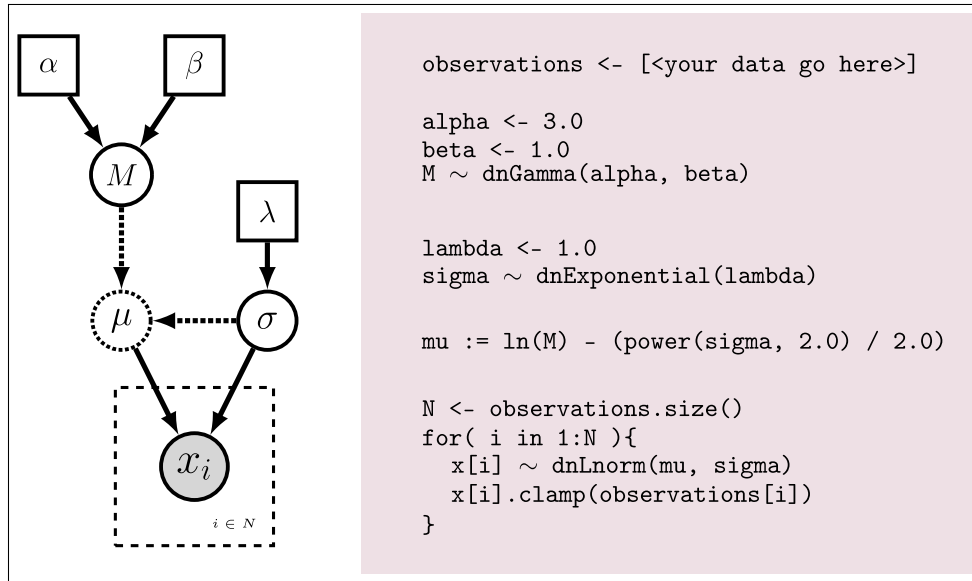 α
β
M
λ
μ
σ
x_i
i ∈ N
observations <- [<your data go here>]
alpha <- 3.0
beta <- 1.0
M ∼ dnGamma(alpha, beta)
lambda <- 1.0
sigma ∼ dnExponential(lambda)
mu := ln(M) - (power(sigma, 2.0) / 2.0)
N <- observations.size()
for( i in 1:N ){
  x[i] ∼ dnLnorm(mu, sigma)
  x[i].clamp(observations[i])
}